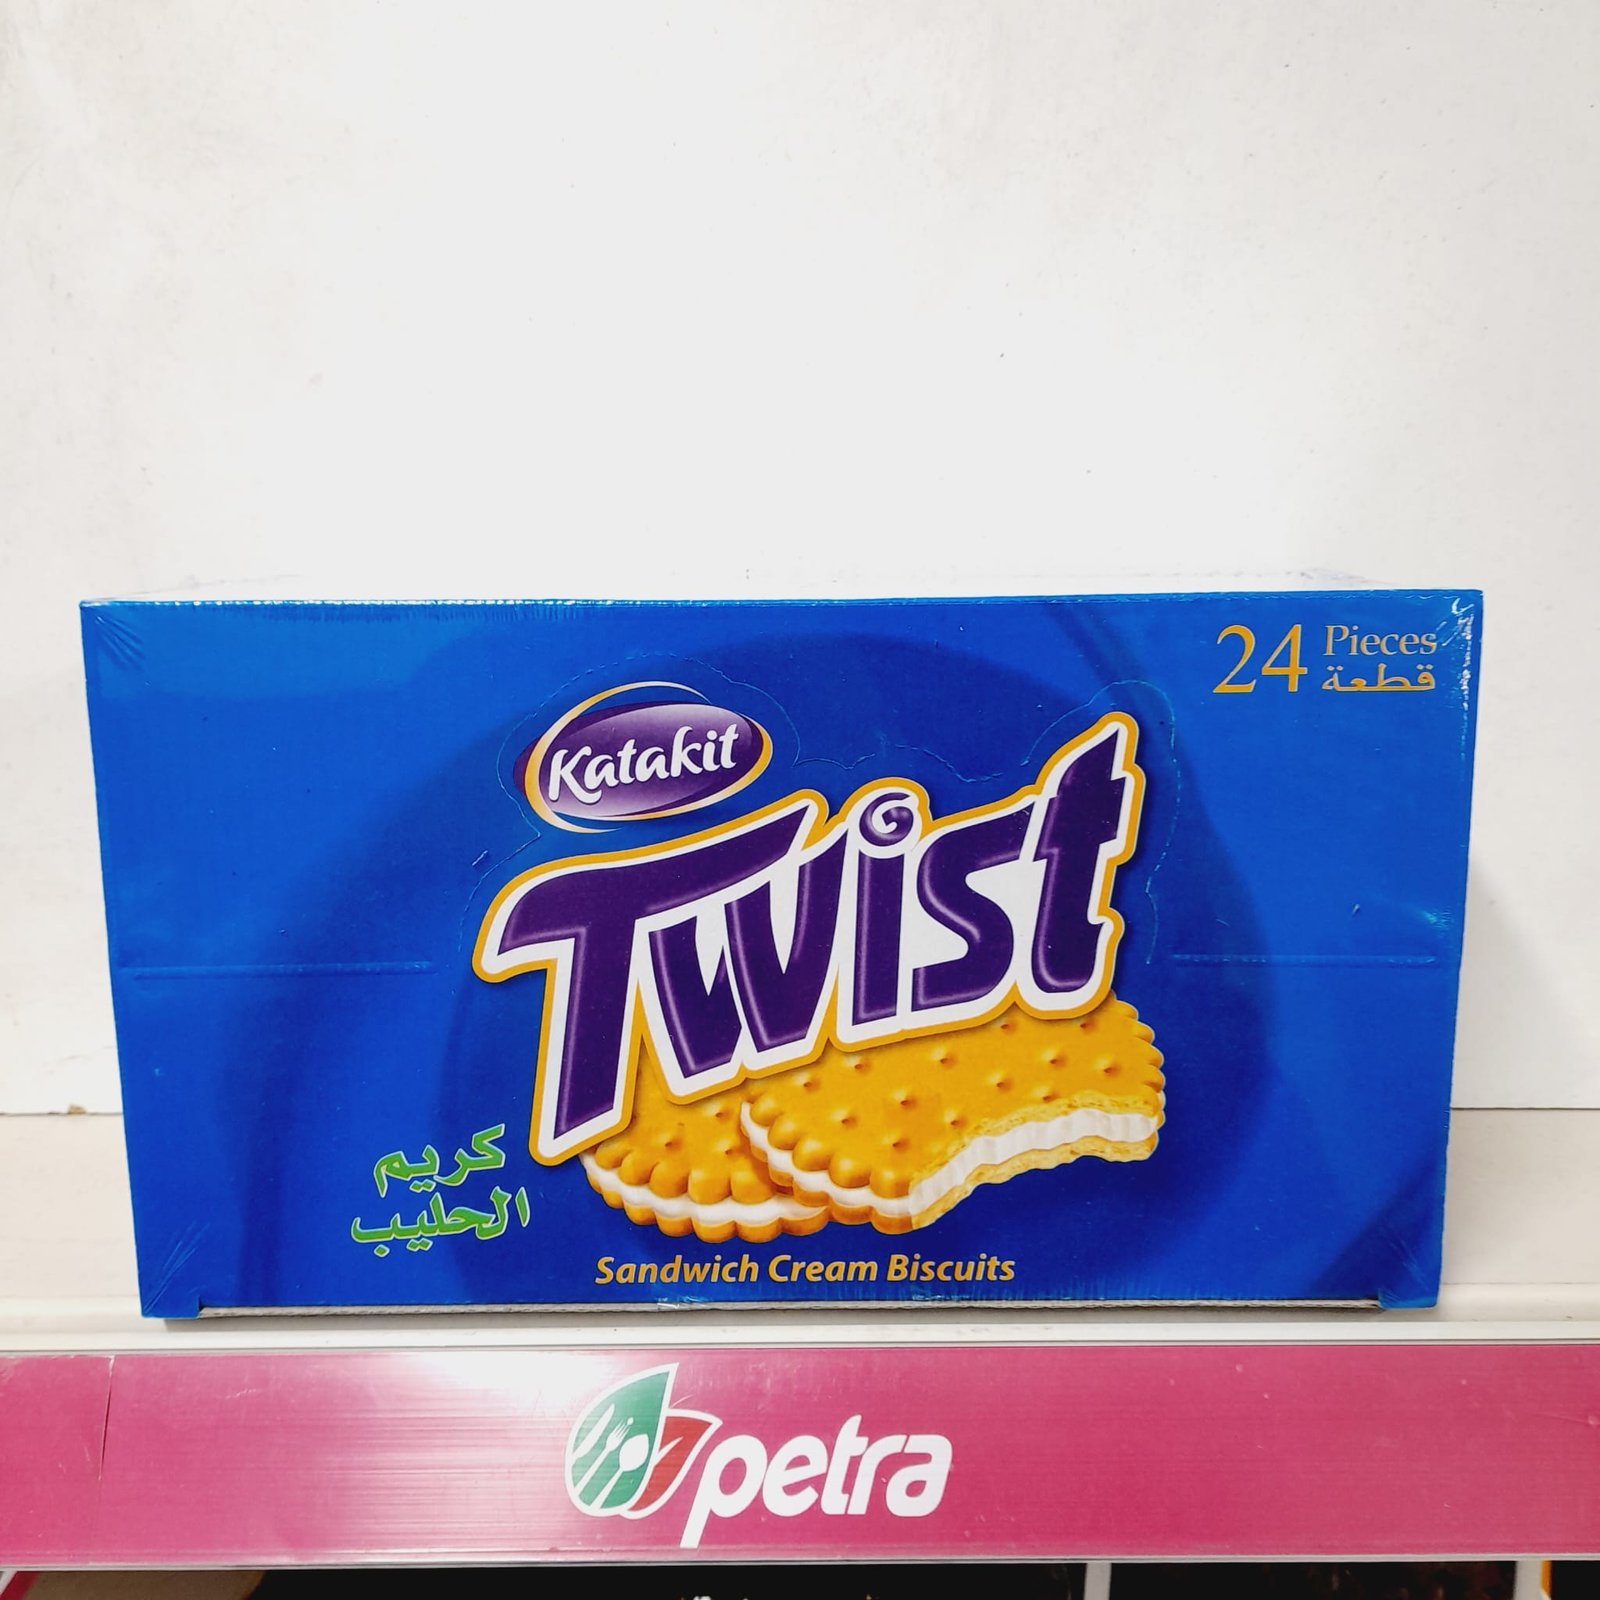 24 Pieces
قطعة
Katakit
Twist
كريم
الحليب
Sandwich Cream Biscuits
petra